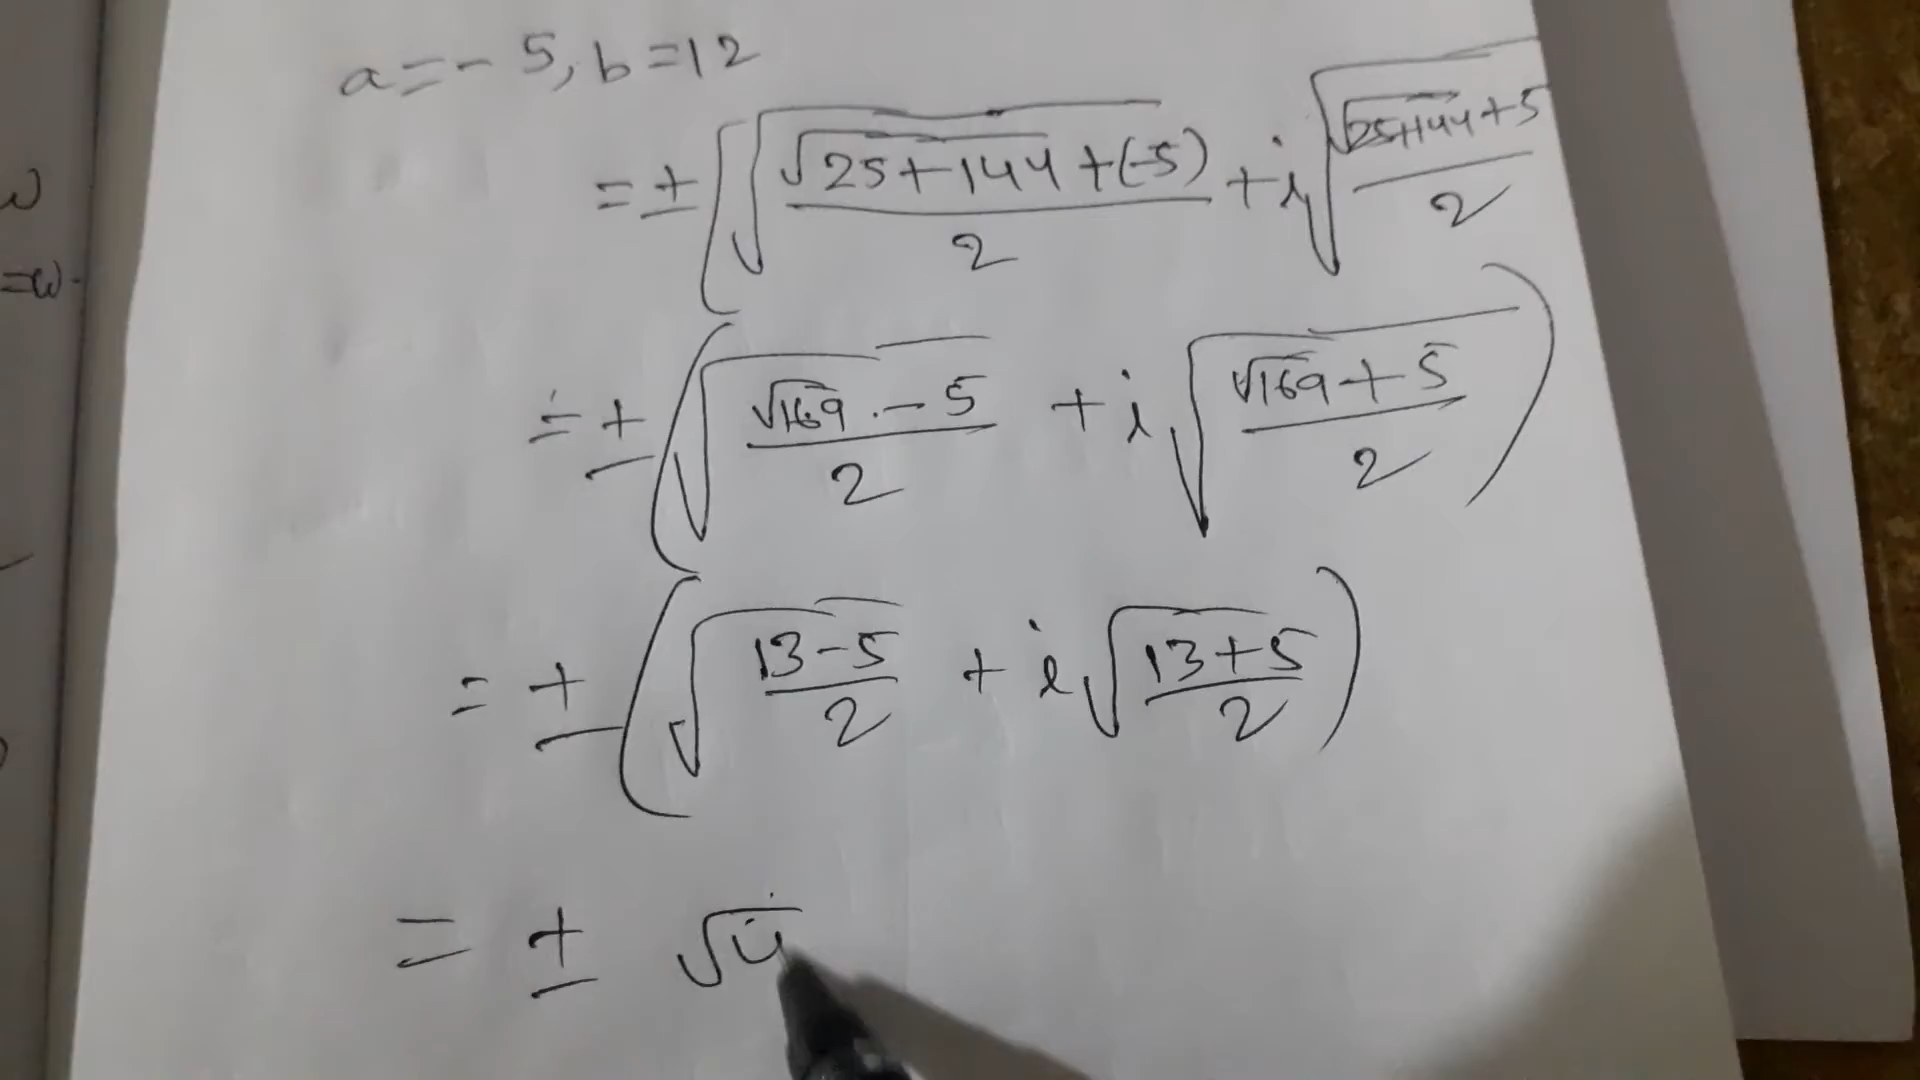 a = - 5, b = 12
= ± (√((√(25+144) + (-5))/2) + i√((√(25+144) + 5)/2)
ω
= ω
= ± (√((√169 - 5)/2) + i√((√169 + 5)/2))
= ± (√((13-5)/2) + i√((13+5)/2))
= ± √4